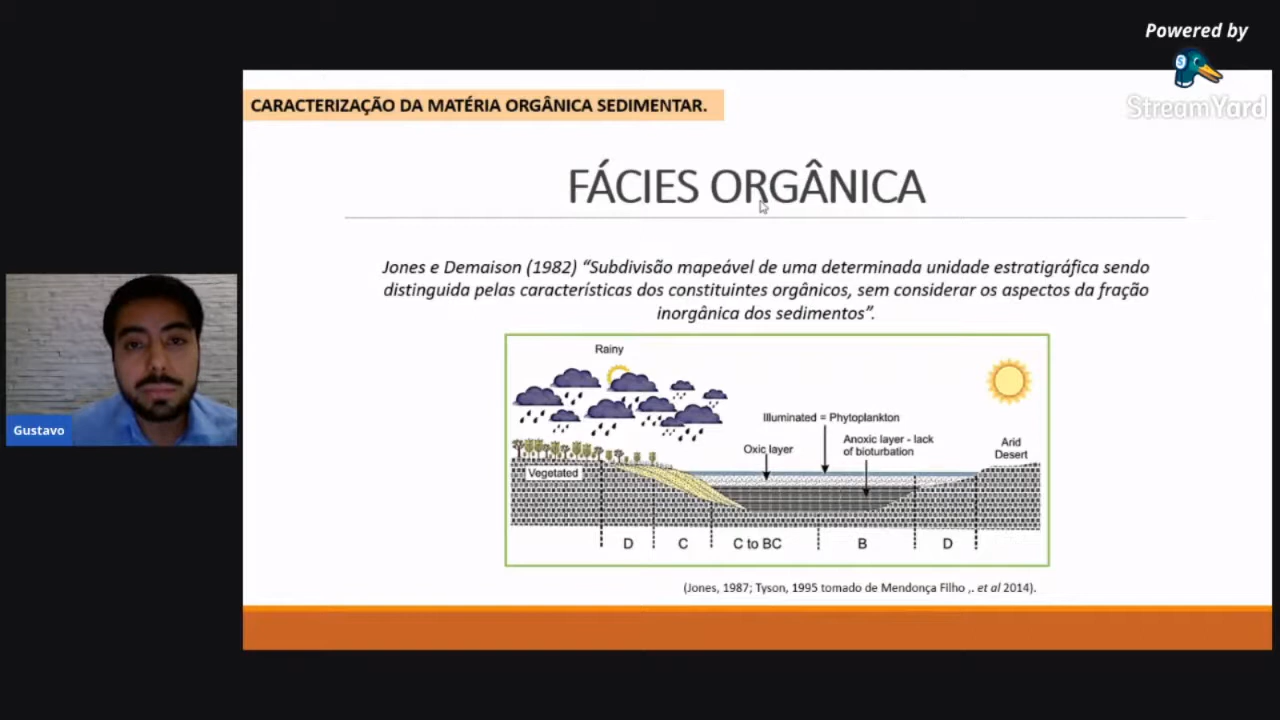 Powered by
StreamYard
CARACTERIZAÇÃO DA MATÉRIA ORGÂNICA SEDIMENTAR.
FÁCIES ORGÂNICA
Jones e Demaison (1982) “Subdivisão mapeável de uma determinada unidade estratigráfica sendo
distinguida pelas características dos constituintes orgânicos, sem considerar os aspectos da fração
inorgânica dos sedimentos”.
Rainy
Illuminated = Phytoplankton
Oxic layer
Anoxic layer - lack
of bioturbation
Arid
Desert
Vegetated
D C C to BC B D
(Jones, 1987; Tyson, 1995 tomado de Mendonça Filho ,. et al 2014).
Gustavo